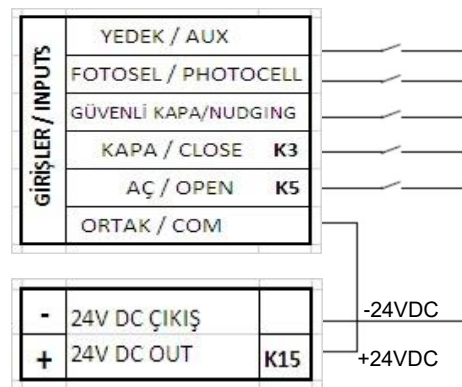 GİRİŞLER / INPUTS
YEDEK / AUX
FOTOSEL / PHOTOCELL
GÜVENLİ KAPA/NUDGING
KAPA / CLOSE K3
AÇ / OPEN K5
ORTAK / COM
- 24V DC ÇIKIŞ
+ 24V DC OUT K15
-24VDC
+24VDC